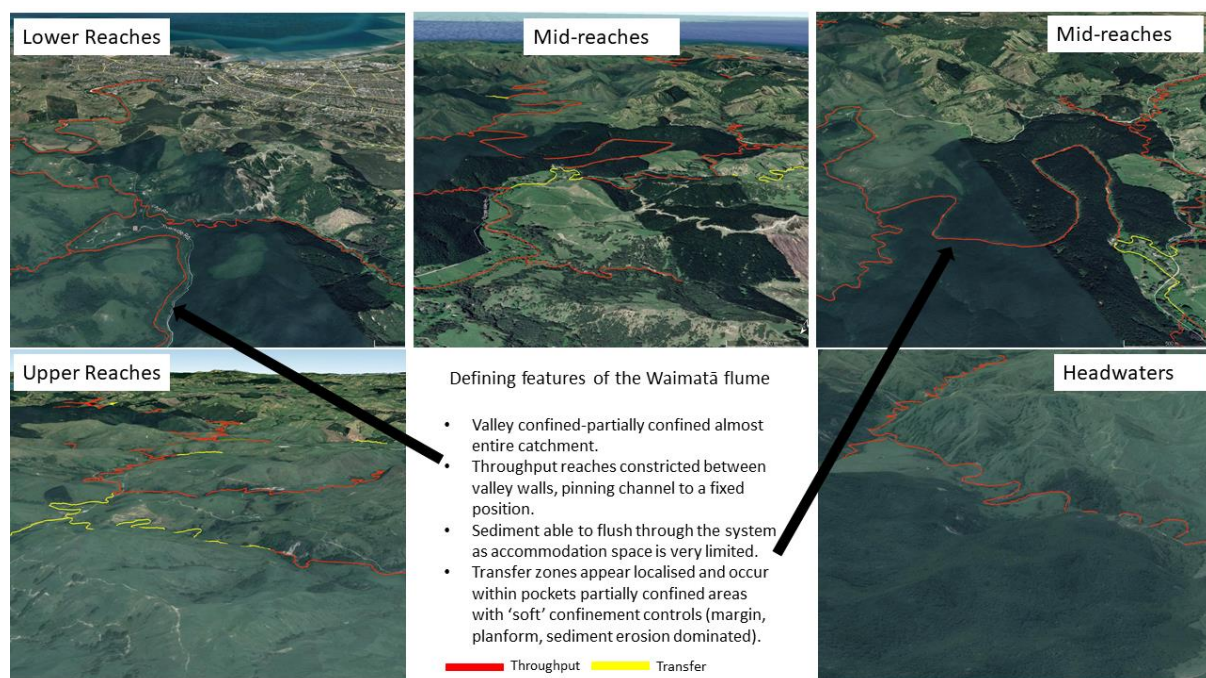 Lower Reaches
Mid-reaches
Mid-reaches
Upper Reaches
Defining features of the Waimatā flume
• Valley confined-partially confined almost
entire catchment.
• Throughput reaches constricted between
valley walls, pinning channel to a fixed
position.
• Sediment able to flush through the system
as accommodation space is very limited.
• Transfer zones appear localised and occur
within pockets partially confined areas
with ‘soft’ confinement controls (margin,
planform, sediment erosion dominated).
Throughput
Transfer
Headwaters